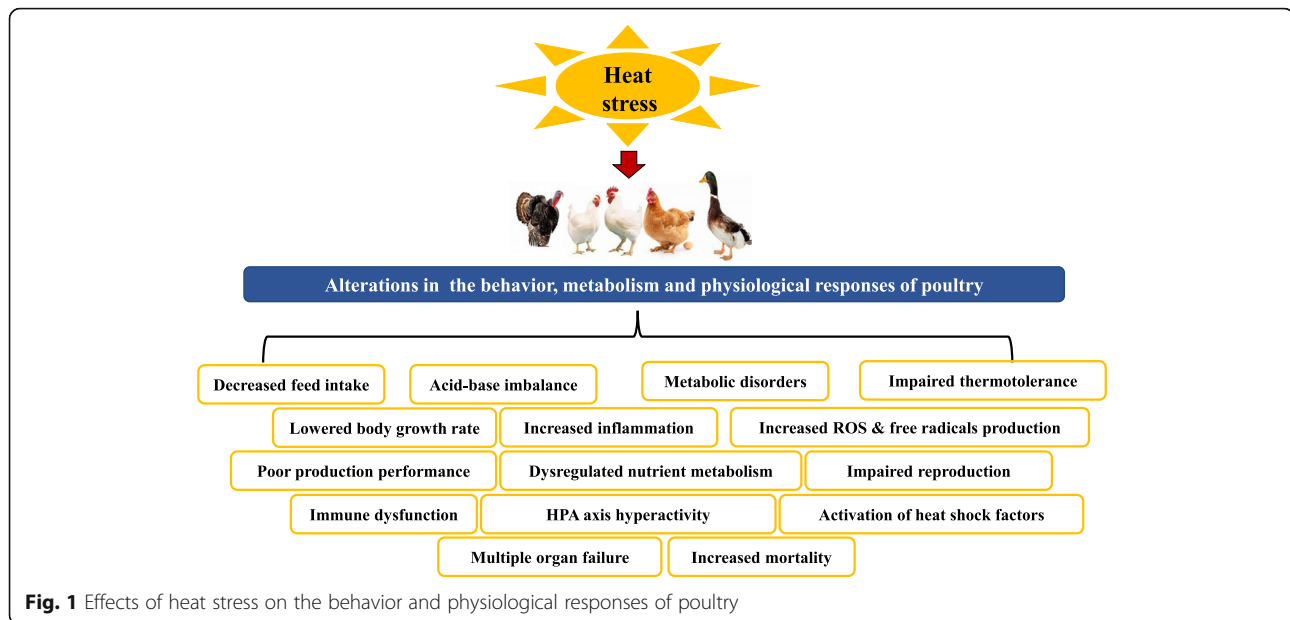 Heat
stress
Alterations in the behavior, metabolism and physiological responses of poultry
Decreased feed intake
Acid-base imbalance
Metabolic disorders
Impaired thermotolerance
Lowered body growth rate
Increased inflammation
Increased ROS & free radicals production
Poor production performance
Dysregulated nutrient metabolism
Impaired reproduction
Immune dysfunction
HPA axis hyperactivity
Activation of heat shock factors
Multiple organ failure
Increased mortality
Fig. 1 Effects of heat stress on the behavior and physiological responses of poultry